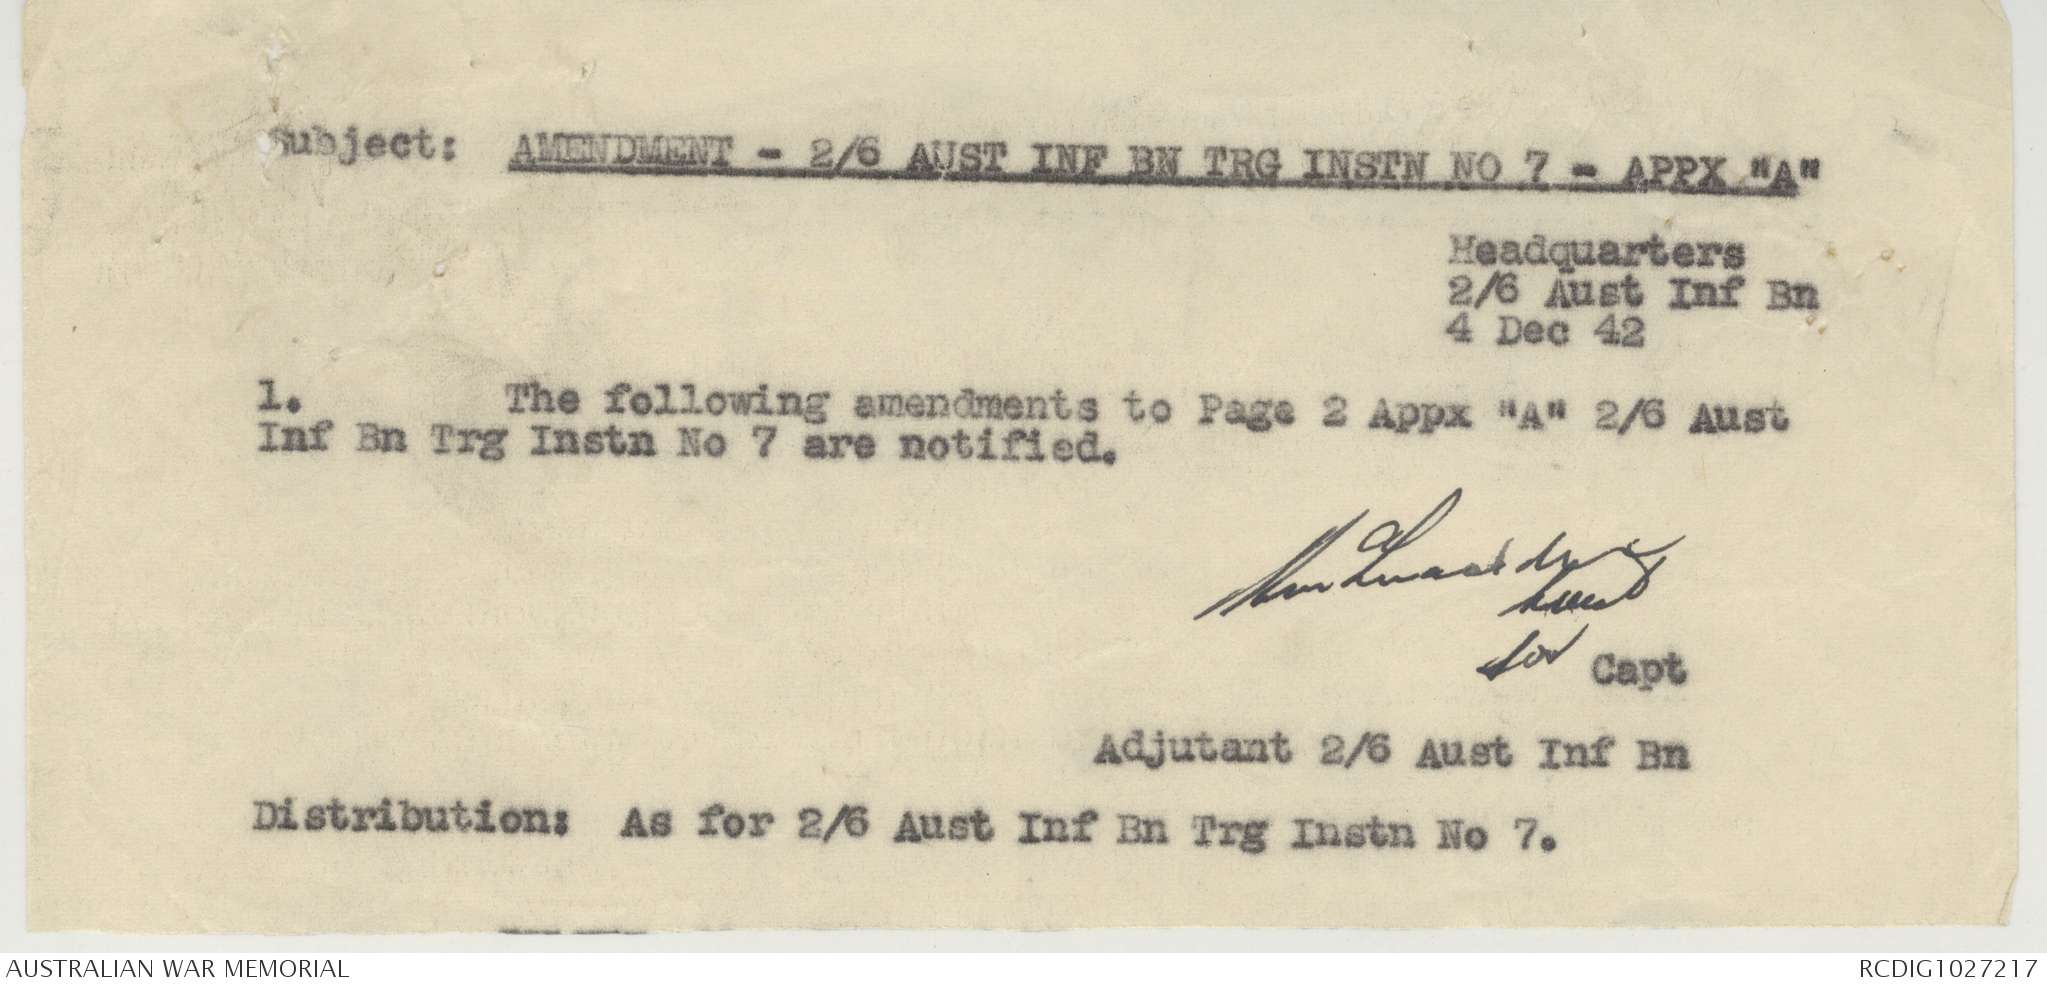 Subject: AMENDMENT - 2/6 AUST INF BN TRG INSTN NO 7 - APPX "A"
Headquarters
2/6 Aust Inf Bn
4 Dec 42
1. The following amendments to Page 2 Appx "A" 2/6 Aust
Inf Bn Trg Instn No 7 are notified.
for Capt
Adjutant 2/6 Aust Inf Bn
Distribution: As for 2/6 Aust Inf Bn Trg Instn No 7.
AUSTRALIAN WAR MEMORIAL
RCDIG1027217